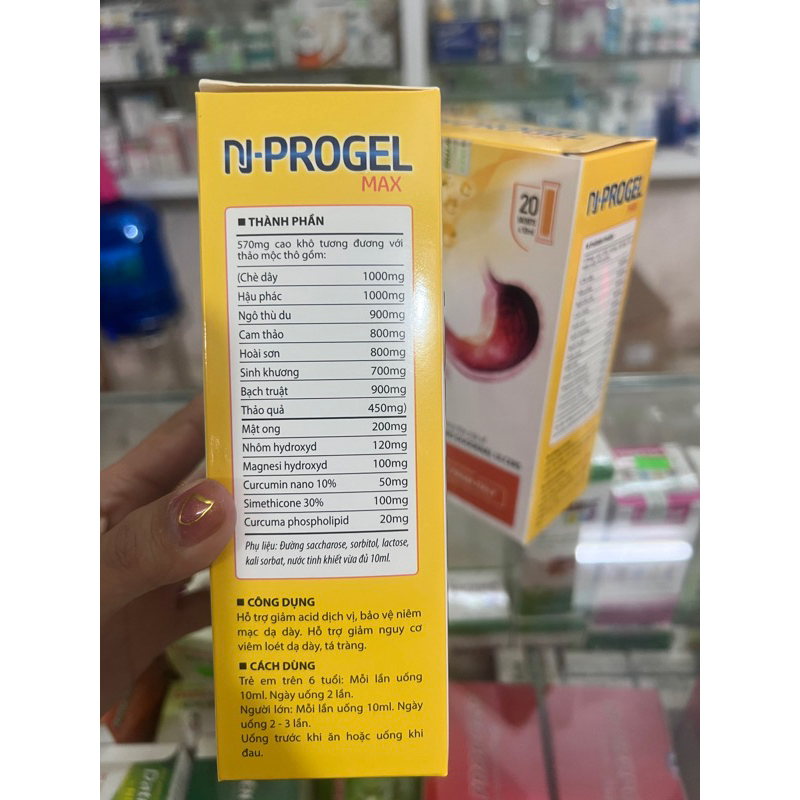 N-PROGEL
MAX
■ THÀNH PHẦN
570mg cao khô tương đương với
thảo mộc thô gồm:
(Chè dây 1000mg
Hậu phác 1000mg
Ngô thù du 900mg
Cam thảo 800mg
Hoài sơn 800mg
Sinh khương 700mg
Bạch truật 900mg
Thảo quả 450mg)
Mật ong 200mg
Nhôm hydroxyd 120mg
Magnesi hydroxyd 100mg
Curcumin nano 10% 50mg
Simethicone 30% 100mg
Curcuma phospholipid 20mg
Phụ liệu: Đường saccharose, sorbitol, lactose,
kali sorbat, nước tinh khiết vừa đủ 10ml.
■ CÔNG DỤNG
Hỗ trợ giảm acid dịch vị, bảo vệ niêm
mạc dạ dày. Hỗ trợ giảm nguy cơ
viêm loét dạ dày, tá tràng.
■ CÁCH DÙNG
Trẻ em trên 6 tuổi: Mỗi lần uống
10ml. Ngày uống 2 lần.
Người lớn: Mỗi lần uống 10ml. Ngày
uống 2 - 3 lần.
Uống trước khi ăn hoặc uống khi
đau.
20
N-PROGEL
MAX